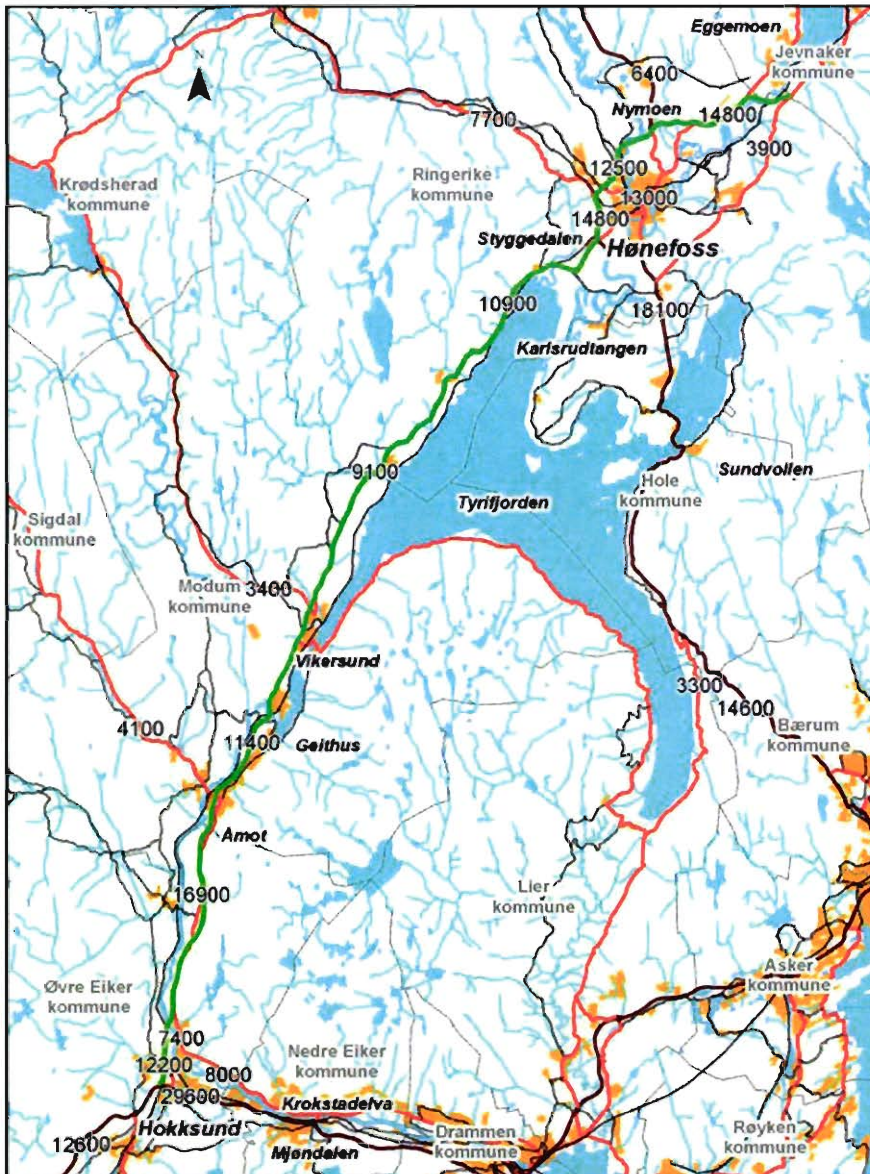 Eggemoen
N
Jevnaker
kommune
6400
Nymoen
14800
7700
3900
12500
Ringerike
kommune
Krødsherad
kommune
13000
14800
Styggedalen
Hønefoss
10900
18100
Karlsrudtangen
9100
Sundvollen
Hole
kommune
Tyrifjorden
Sigdal
kommune
Modum
kommune
3400
Vikersund
3300
14600
4100
Bærum
kommune
11400
Geithus
Åmot
16900
Lier
kommune
Asker
kommune
Øvre Eiker
kommune
7400
Nedre Eiker
kommune
12200
8000
29600
Krokstadelva
Hokksund
Drammen
kommune
Røyken
kommune
12600
Mjøndalen